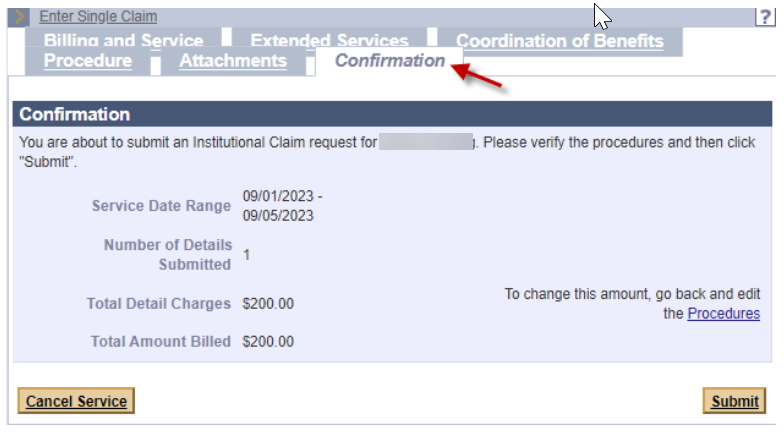 Enter Single Claim
?
Billing and Service Extended Services Coordination of Benefits
Procedure Attachments Confirmation
Confirmation
You are about to submit an Institutional Claim request for . Please verify the procedures and then click
"Submit".
Service Date Range 09/01/2023 -
09/05/2023
Number of Details
Submitted 1
Total Detail Charges $200.00
To change this amount, go back and edit
the Procedures
Total Amount Billed $200.00
Cancel Service Submit